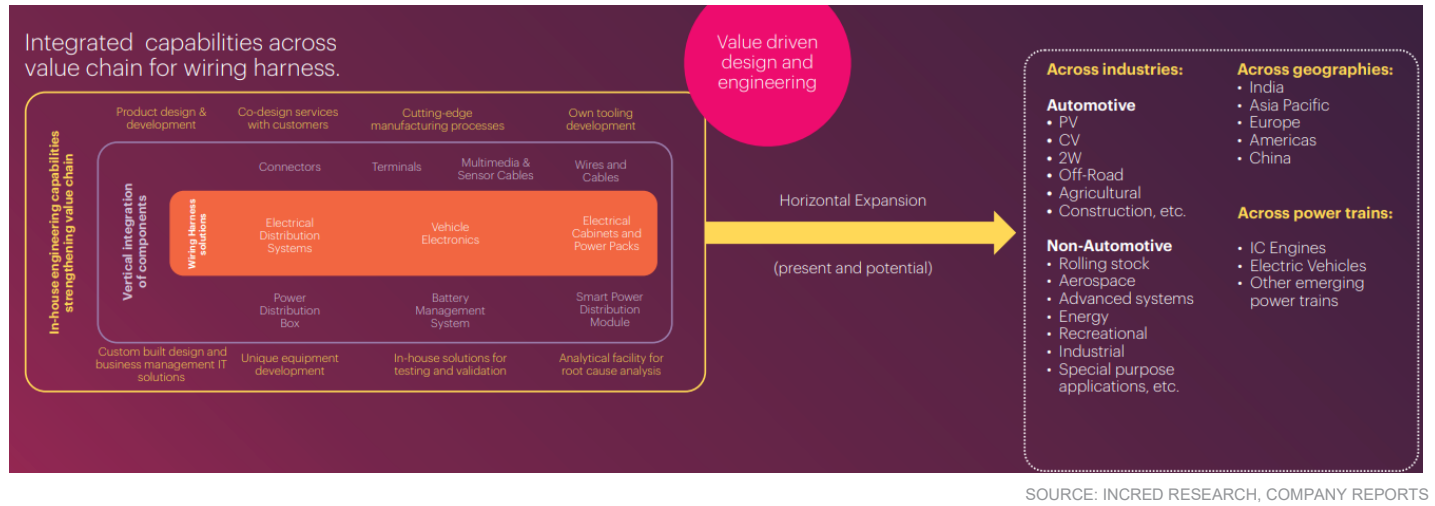 Integrated capabilities across
value chain for wiring harness.
Value driven
design and
engineering
In-house engineering capabilities
strengthening value chain
Product design &
development
Co-design services
with customers
Cutting-edge
manufacturing processes
Own tooling
development
Vertical integration
of components
Connectors
Terminals
Multimedia &
Sensor Cables
Wires and
Cables
Wiring Harness
solutions
Electrical
Distribution
Systems
Vehicle
Electronics
Electrical
Cabinets and
Power Packs
Power
Distribution
Box
Battery
Management
System
Smart Power
Distribution
Module
Custom built design and
business management IT
solutions
Unique equipment
development
In-house solutions for
testing and validation
Analytical facility for
root cause analysis
Horizontal Expansion
(present and potential)
Across industries:
Automotive
• PV
• CV
• 2W
• Off-Road
• Agricultural
• Construction, etc.
Non-Automotive
• Rolling stock
• Aerospace
• Advanced systems
• Energy
• Recreational
• Industrial
• Special purpose
applications, etc.
Across geographies:
• India
• Asia Pacific
• Europe
• Americas
• China
Across power trains:
• IC Engines
• Electric Vehicles
• Other emerging
power trains
SOURCE: INCRED RESEARCH, COMPANY REPORTS